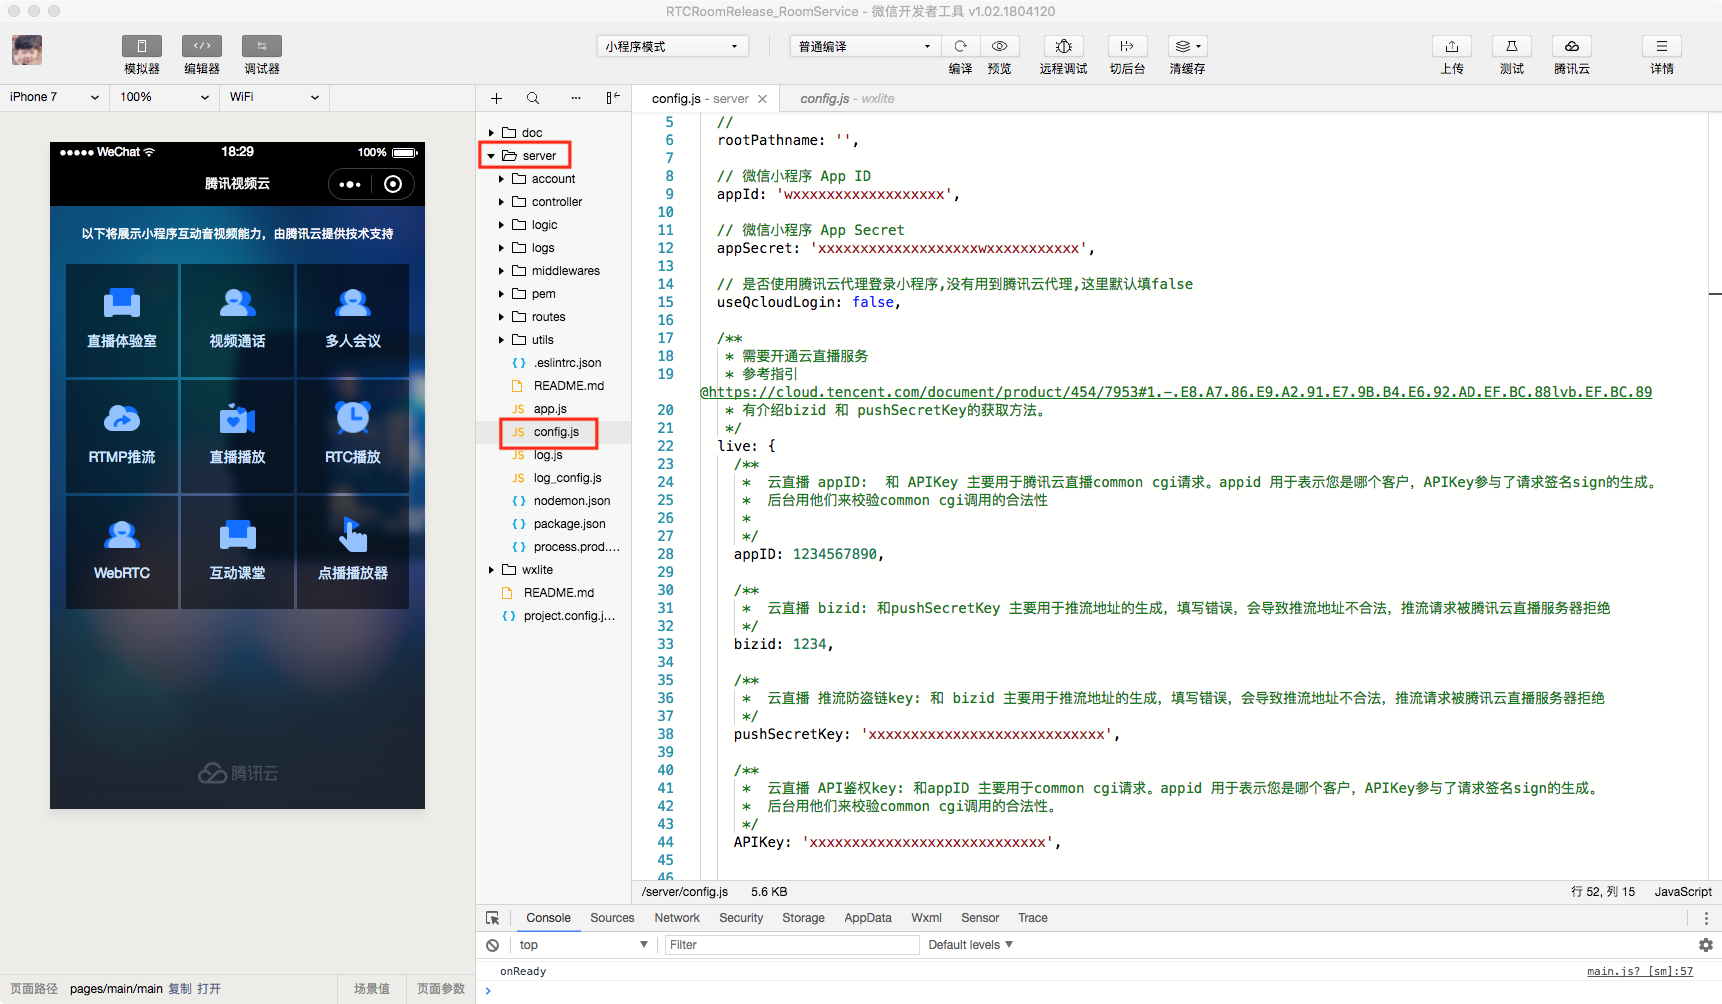 RTCRoomRelease_RoomService - 微信开发者工具 v1.02.1804120
模拟器 编辑器 调试器
小程序模式 普通编译
编译 预览 远程调试 切后台 清缓存
上传 测试 腾讯云 详情
iPhone 7 100% WiFi
WeChat 18:29 100%
腾讯视频云
以下将展示小程序互动音视频能力，由腾讯云提供技术支持
直播体验室 视频通话 多人会议
RTMP推流 直播播放 RTC播放
WebRTC 互动课堂 点播播放器
腾讯云
页面路径 pages/main/main 复制 打开 场景值 页面参数
doc
server
account
controller
logic
logs
middlewares
pem
routes
utils
{ } .eslintrc.json
README.md
JS app.js
JS config.js
JS log.js
JS log_config.js
{ } nodemon.json
{ } package.json
{ } process.prod....
wxlite
README.md
{ } project.config.j...
config.js - server config.js - wxlite
5 //
6 rootPathname: '',
7
8 // 微信小程序 App ID
9 appId: 'wxxxxxxxxxxxxxxxxxx',
10
11 // 微信小程序 App Secret
12 appSecret: 'xxxxxxxxxxxxxxxxxxxwxxxxxxxxxxx',
13
14 // 是否使用腾讯云代理登录小程序,没有用到腾讯云代理,这里默认填false
15 useQcloudLogin: false,
16
17 /**
18 * 需要开通云直播服务
19 * 参考指引
@https://cloud.tencent.com/document/product/454/7953#1.-.E8.A7.86.E9.A2.91.E7.9B.B4.E6.92.AD.EF.BC.88lvb.EF.BC.89
20 * 有介绍bizid 和 pushSecretKey的获取方法。
21 */
22 live: {
23 /**
24 * 云直播 appID: 和 APIKey 主要用于腾讯云直播common cgi请求。appid 用于表示您是哪个客户，APIKey参与了请求签名sign的生成。
25 * 后台用他们来校验common cgi调用的合法性
26 *
27 */
28 appID: 1234567890,
29
30 /**
31 * 云直播 bizid: 和pushSecretKey 主要用于推流地址的生成，填写错误，会导致推流地址不合法，推流请求被腾讯云直播服务器拒绝
32 */
33 bizid: 1234,
34
35 /**
36 * 云直播 推流防盗链key: 和 bizid 主要用于推流地址的生成，填写错误，会导致推流地址不合法，推流请求被腾讯云直播服务器拒绝
37 */
38 pushSecretKey: 'xxxxxxxxxxxxxxxxxxxxxxxxxxxx',
39
40 /**
41 * 云直播 API鉴权key: 和appID 主要用于common cgi请求。appid 用于表示您是哪个客户，APIKey参与了请求签名sign的生成。
42 * 后台用他们来校验common cgi调用的合法性。
43 */
44 APIKey: 'xxxxxxxxxxxxxxxxxxxxxxxxxxxx',
45
46
/server/config.js 5.6 KB 行 52, 列 15 JavaScript
Console Sources Network Security Storage AppData Wxml Sensor Trace
top Filter Default levels
onReady main.js? [sm]:57